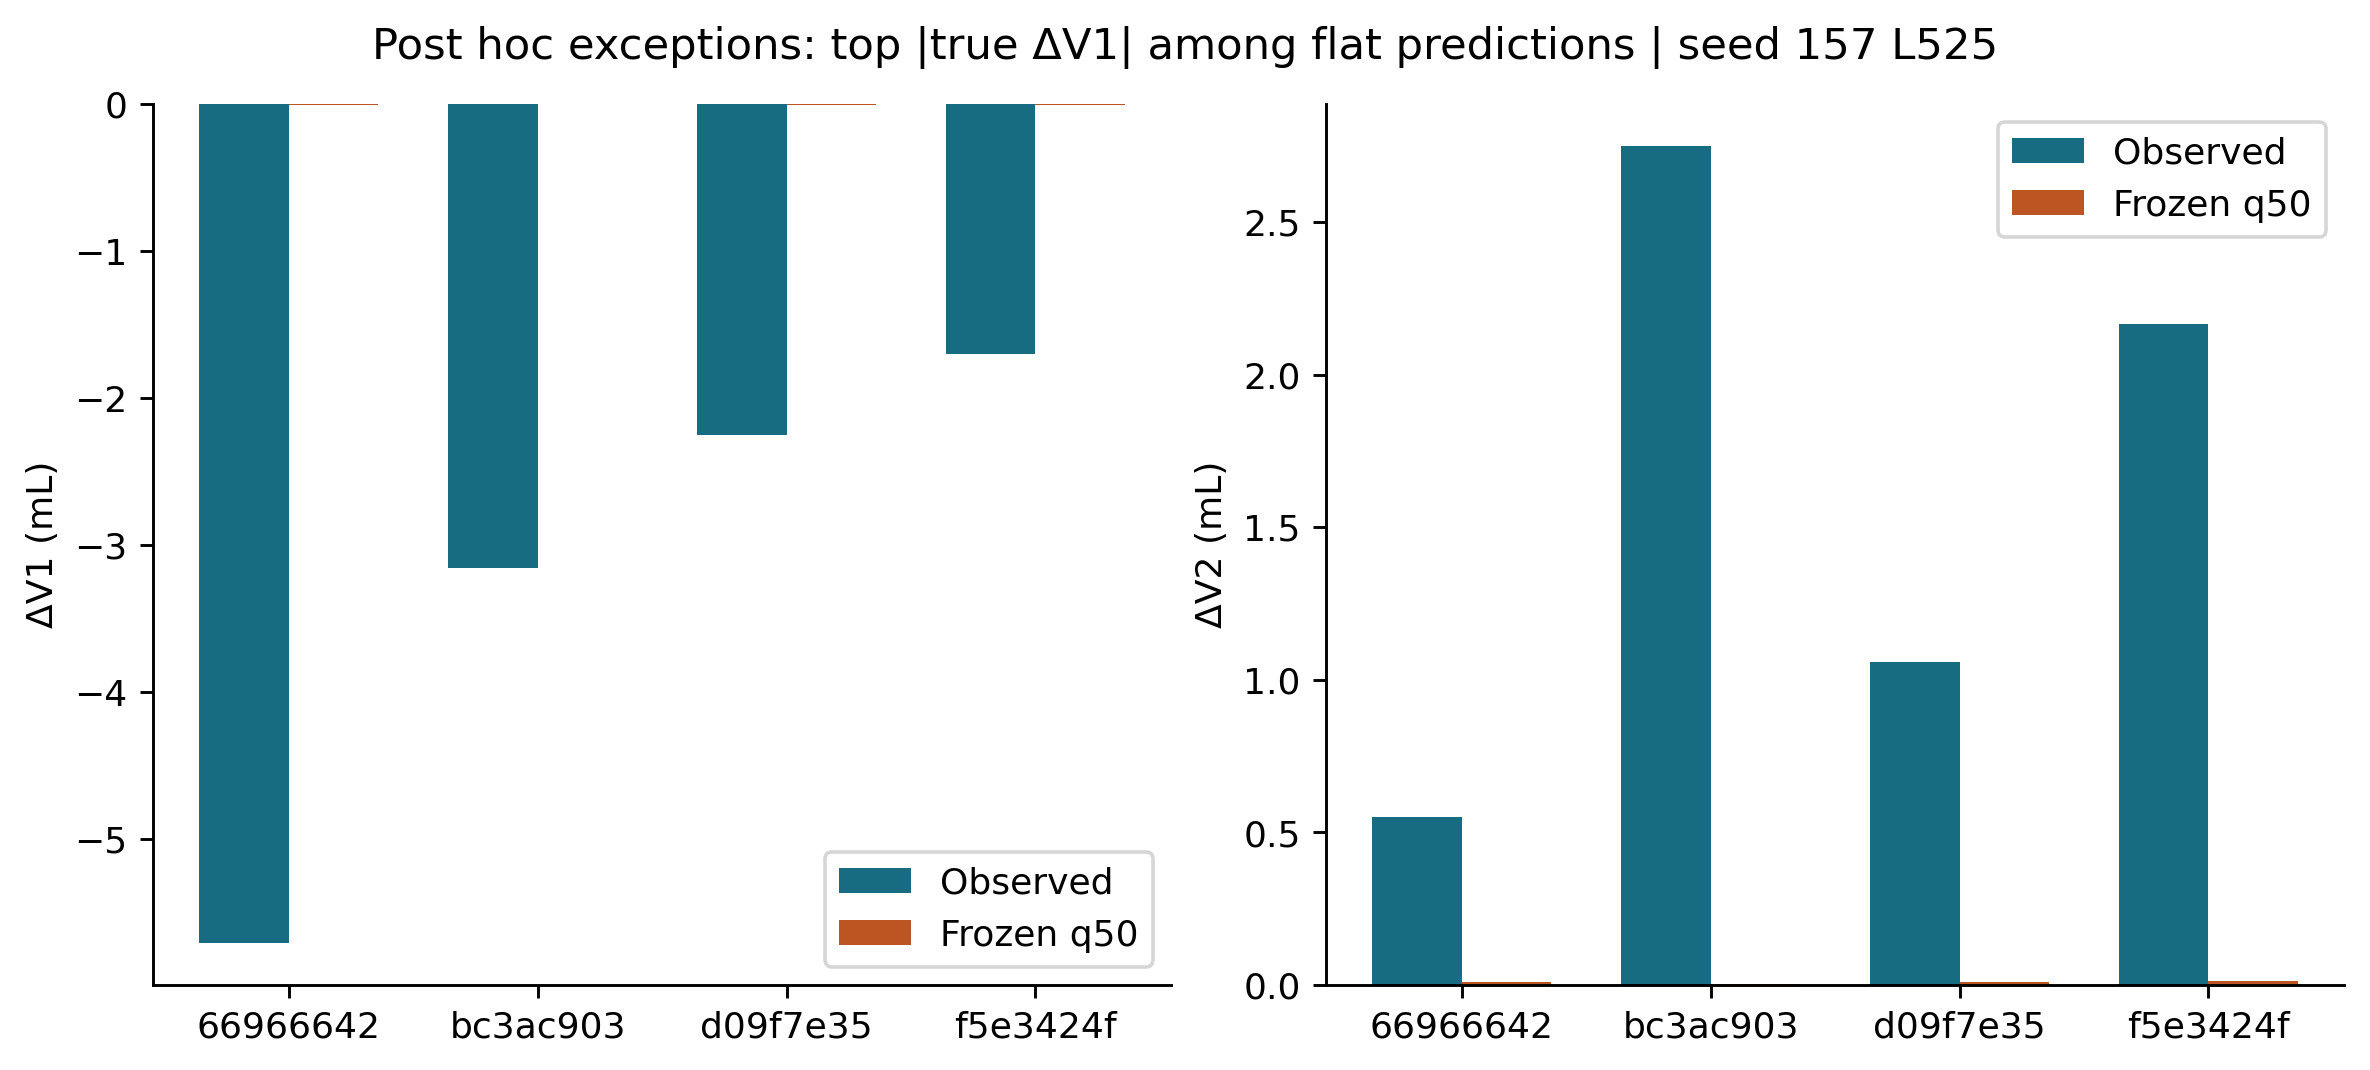 Post hoc exceptions: top |true ΔV1| among flat predictions | seed 157 L525
ΔV1 (mL)
0
−1
−2
−3
−4
−5
Observed
Frozen q50
66966642
bc3ac903
d09f7e35
f5e3424f
ΔV2 (mL)
2.5
2.0
1.5
1.0
0.5
0.0
Observed
Frozen q50
66966642
bc3ac903
d09f7e35
f5e3424f